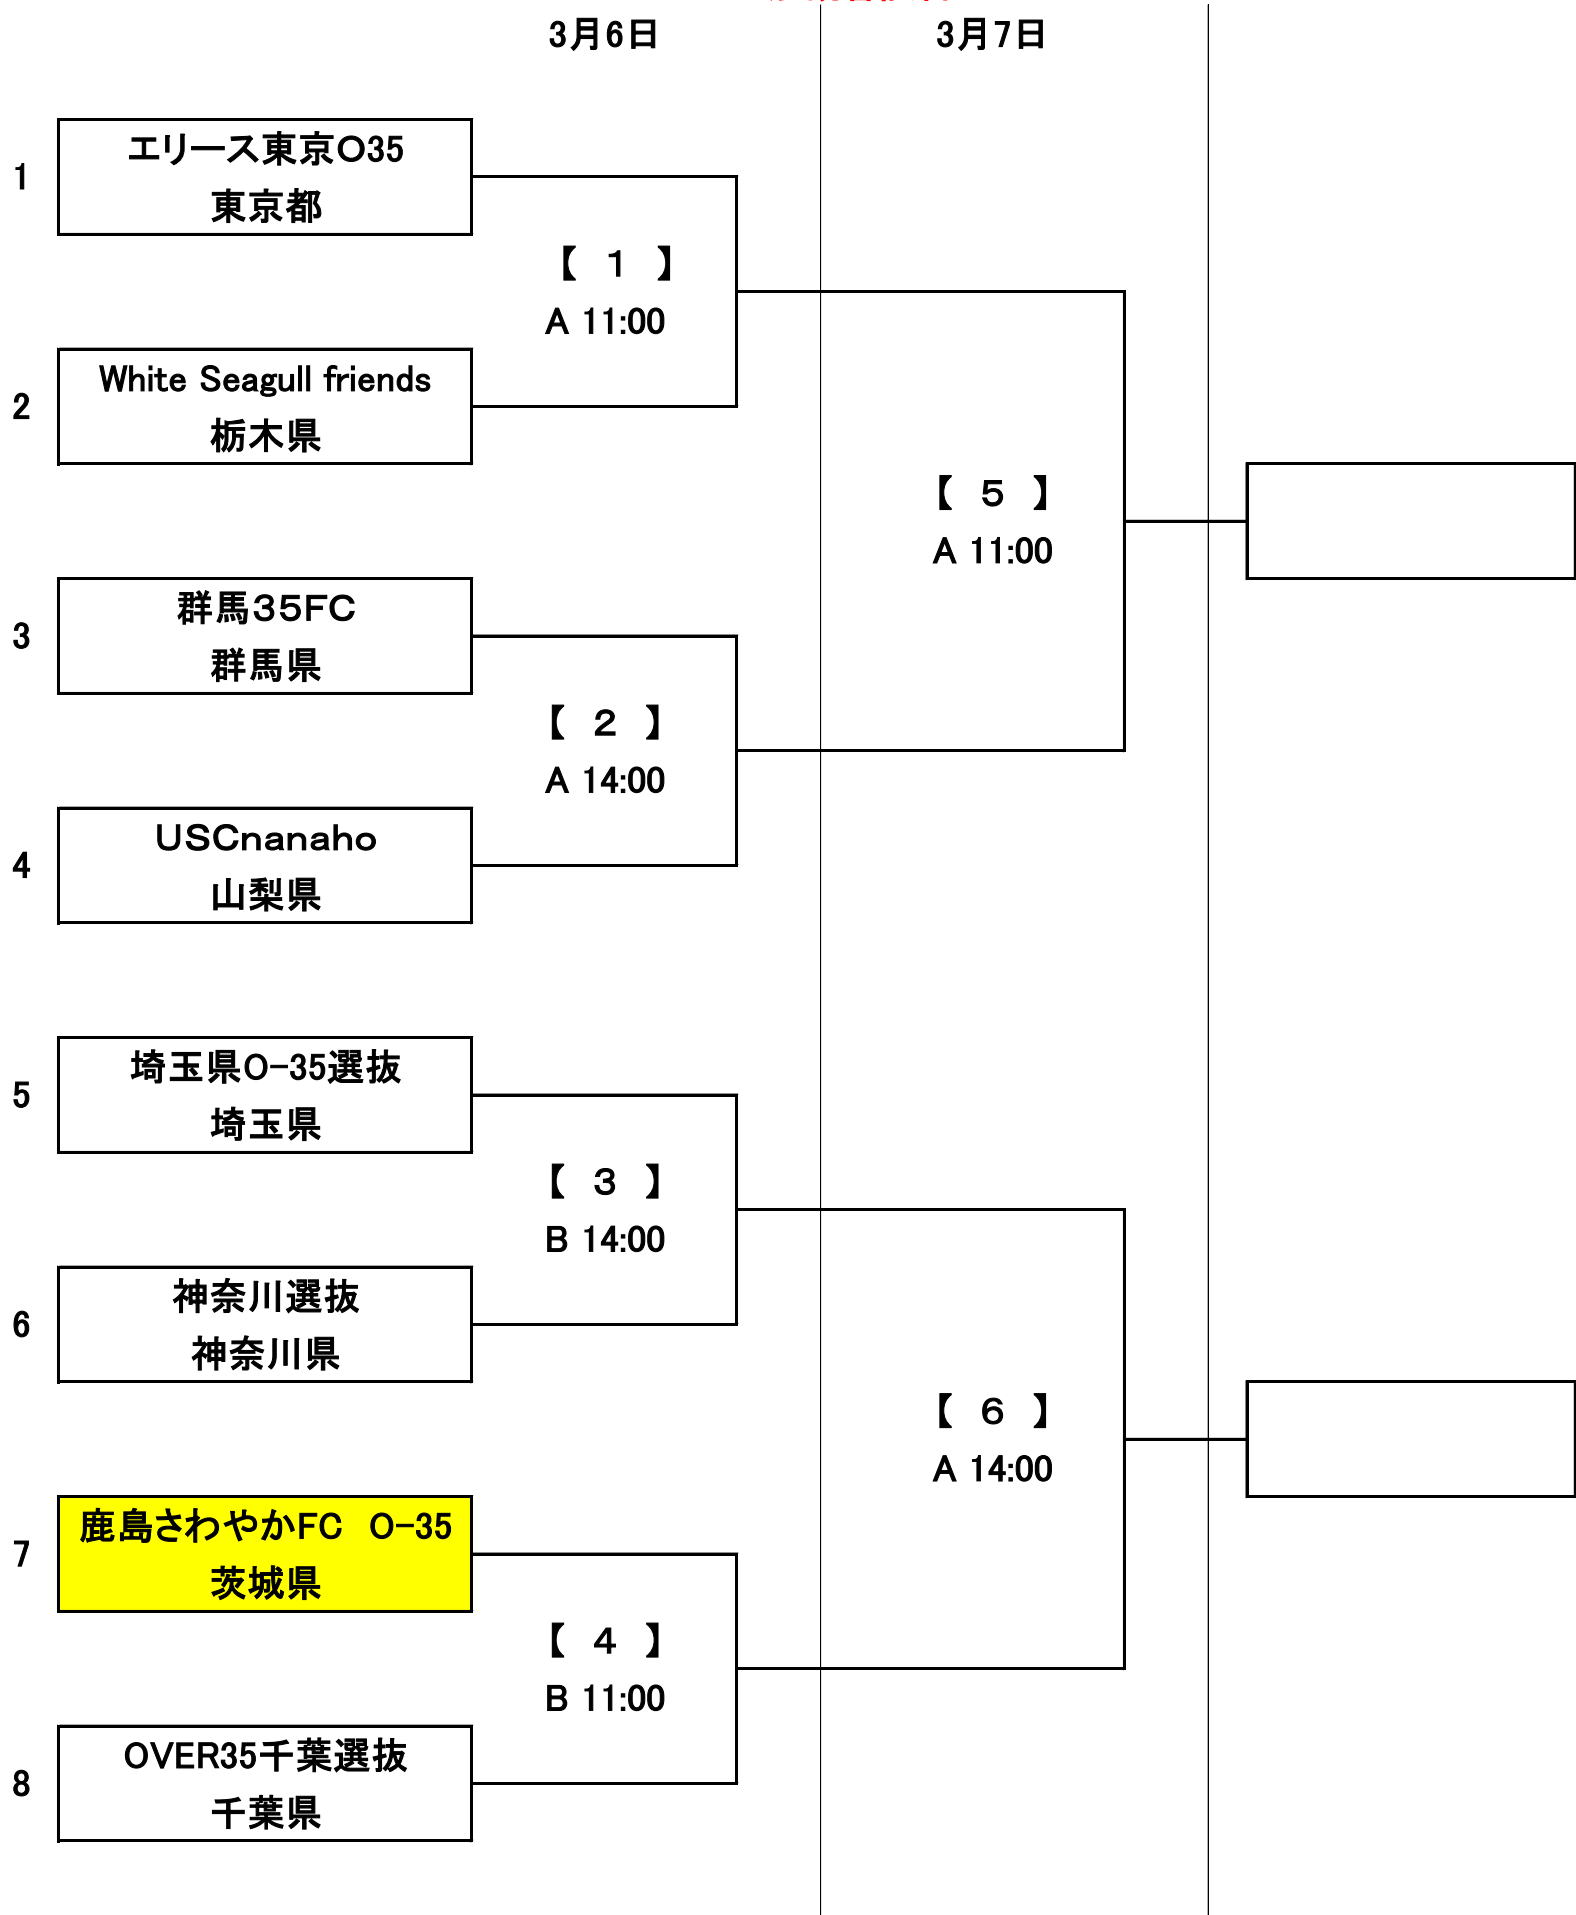 3月6日
3月7日
1
エリース東京O35
東京都
【 1 】
A 11:00
2
White Seagull friends
栃木県
【 5 】
A 11:00
3
群馬35FC
群馬県
【 2 】
A 14:00
4
USCnanaho
山梨県
5
埼玉県O-35選抜
埼玉県
【 3 】
B 14:00
6
神奈川選抜
神奈川県
【 6 】
A 14:00
7
鹿島さわやかFC　O-35
茨城県
【 4 】
B 11:00
8
OVER35千葉選抜
千葉県